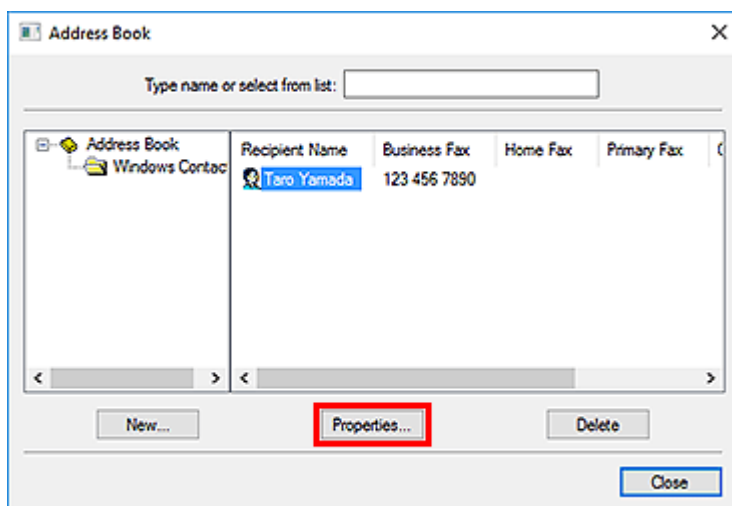 Address Book
Type name or select from list:
Address Book
Windows Contac
Recipient Name Business Fax Home Fax Primary Fax
Taro Yamada 123 456 7890
New... Properties... Delete
Close